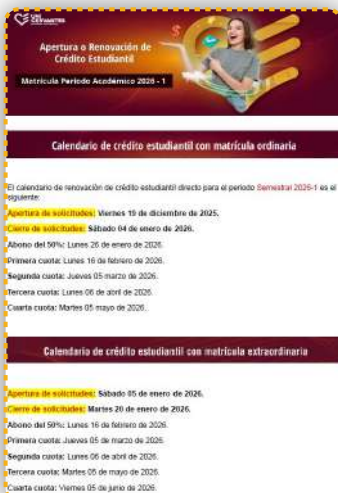 UNI CERVANTES
Apertura o Renovación de
Crédito Estudiantil
Matrícula Periodo Académico 2026 - 1
Calendario de crédito estudiantil con matrícula ordinaria
El calendario de renovación de crédito estudiantil directo para el periodo Semestral 2026-1 es el
siguiente:
Apertura de solicitudes: Viernes 19 de diciembre de 2025.
Cierre de solicitudes: Sábado 04 de enero de 2026.
Abono del 50%: Lunes 26 de enero de 2026.
Primera cuota: Lunes 16 de febrero de 2026.
Segunda cuota: Jueves 05 marzo de 2026.
Tercera cuota: Lunes 06 de abril de 2026.
Cuarta cuota: Martes 05 mayo de 2026.
Calendario de crédito estudiantil con matrícula extraordinaria
Apertura de solicitudes: Sábado 05 de enero de 2026.
Cierre de solicitudes: Martes 20 de enero de 2026.
Abono del 50%: Lunes 16 de febrero de 2026.
Primera cuota: Jueves 05 de marzo de 2026.
Segunda cuota: Lunes 06 de abril de 2026.
Tercera cuota: Martes 05 de mayo de 2026.
Cuarta cuota: Viernes 05 de junio de 2026.